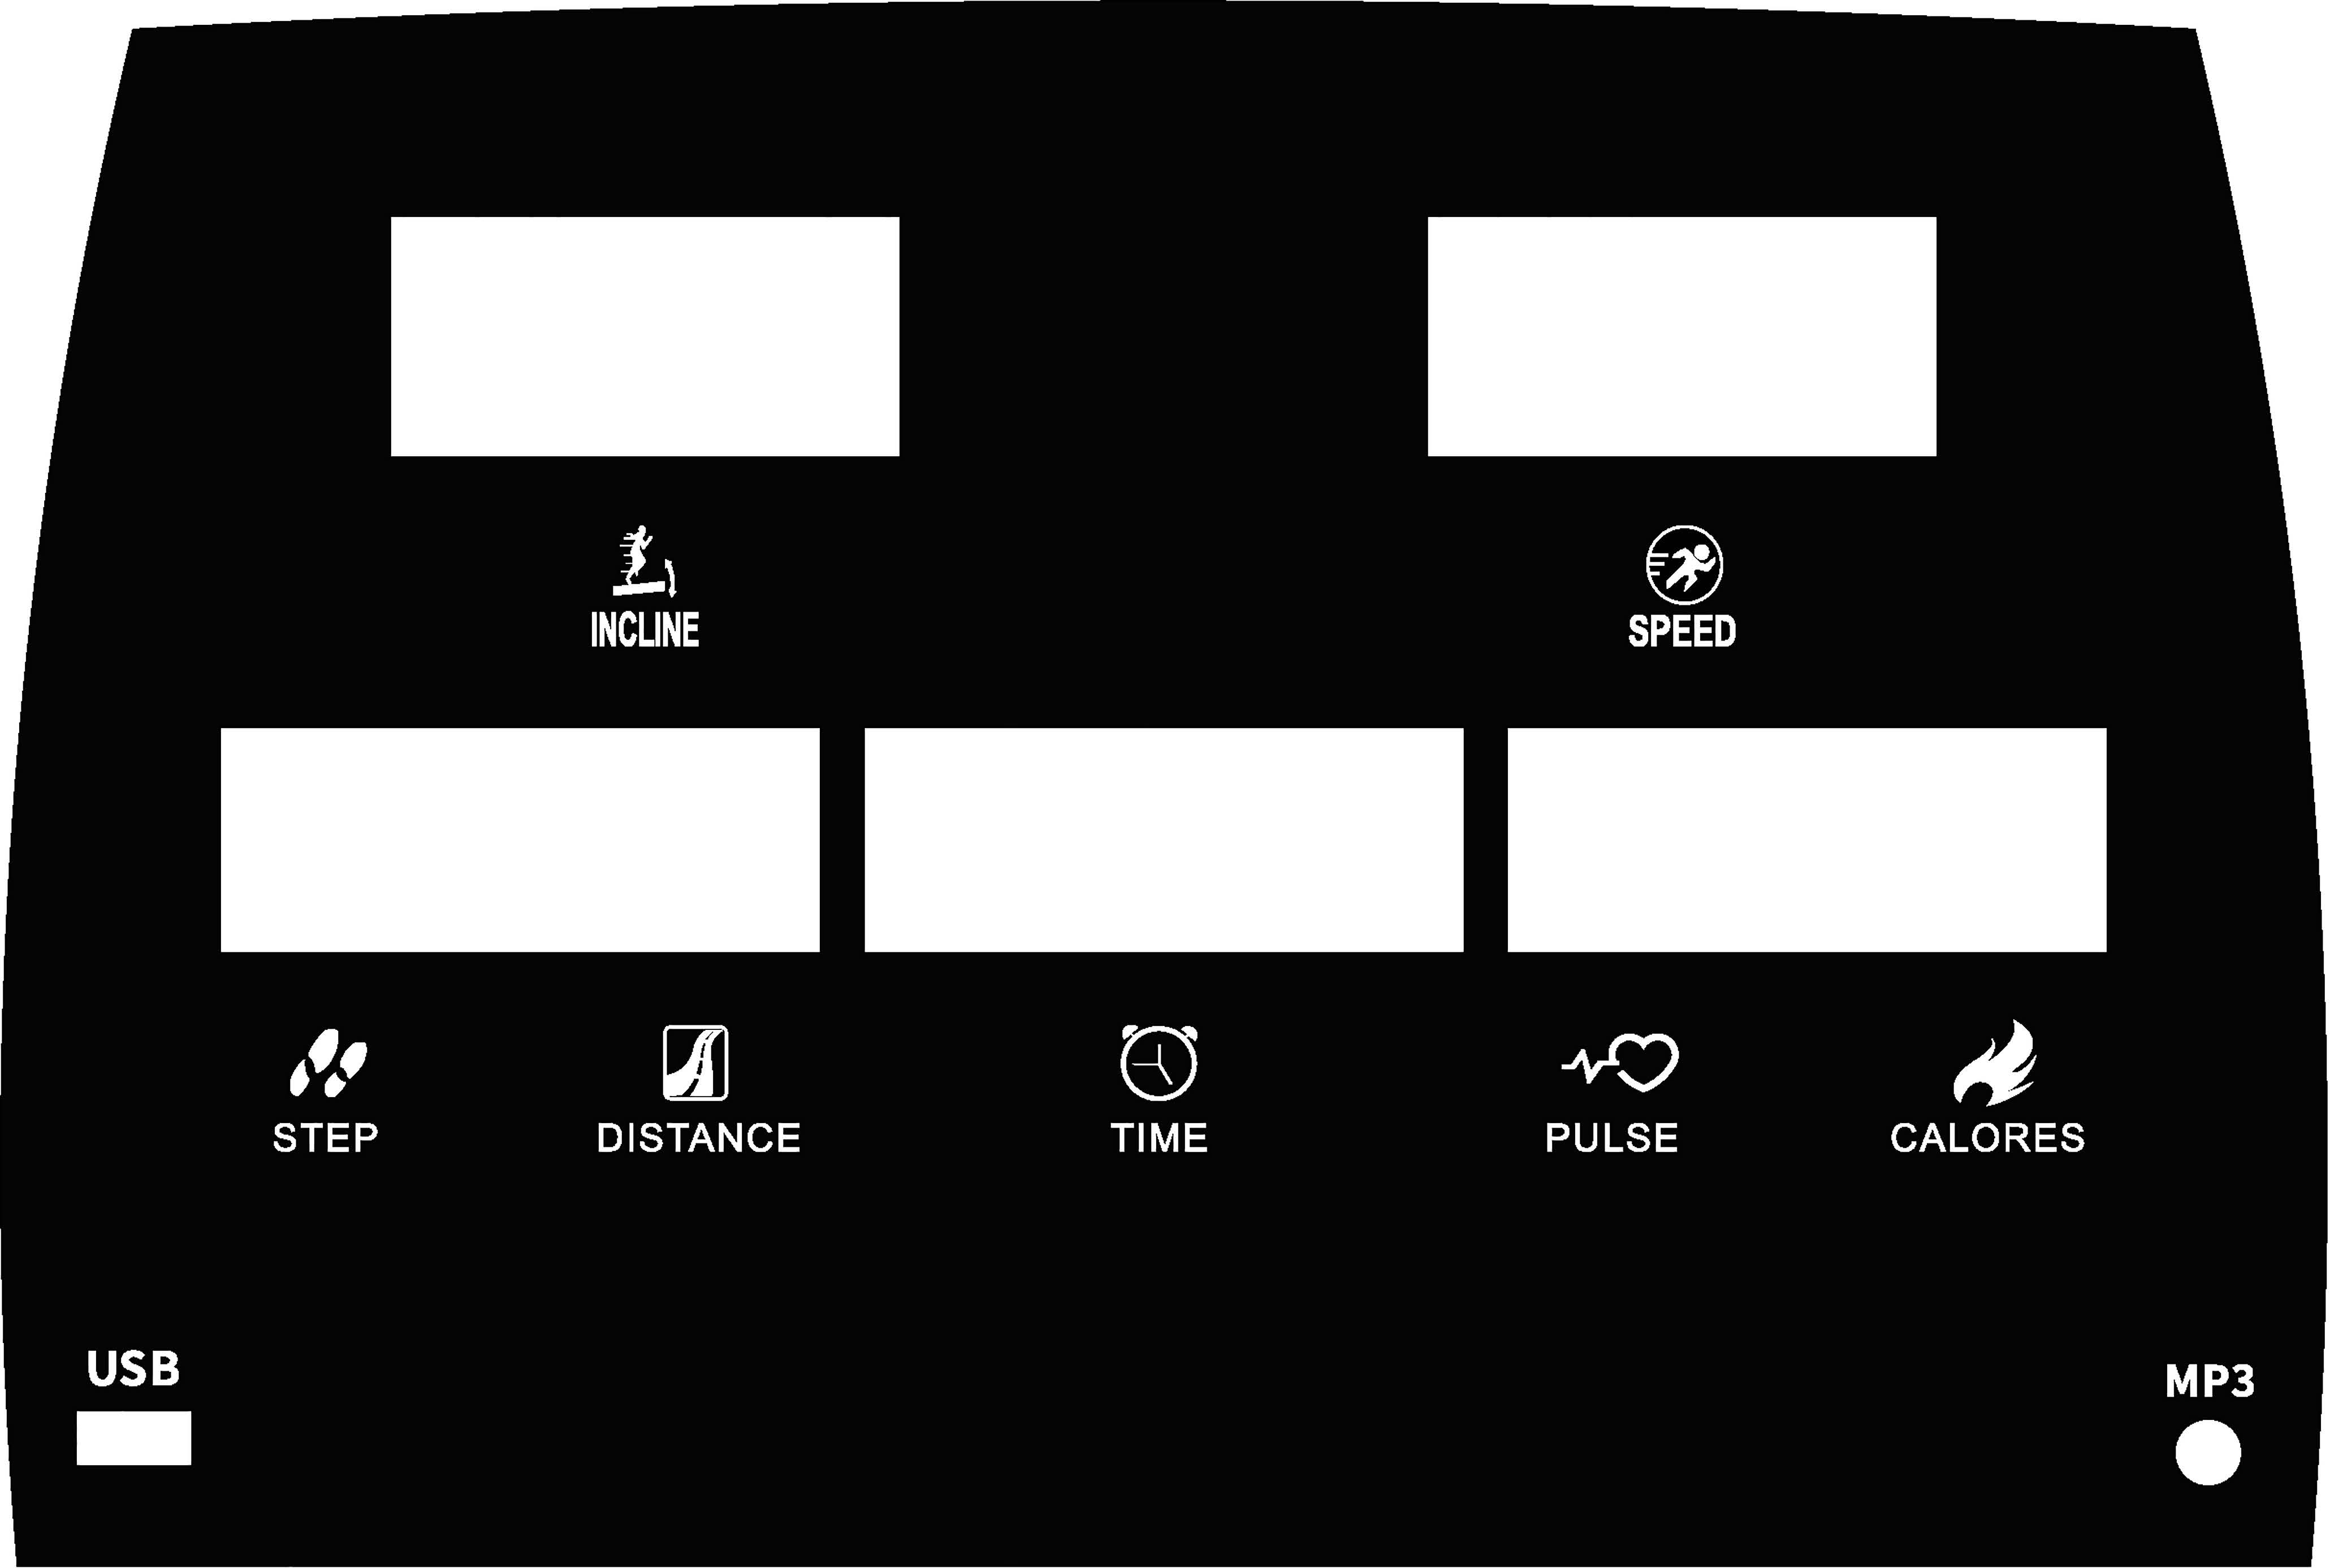 INCLINE
SPEED
STEP
DISTANCE
TIME
PULSE
CALORES
USB
MP3